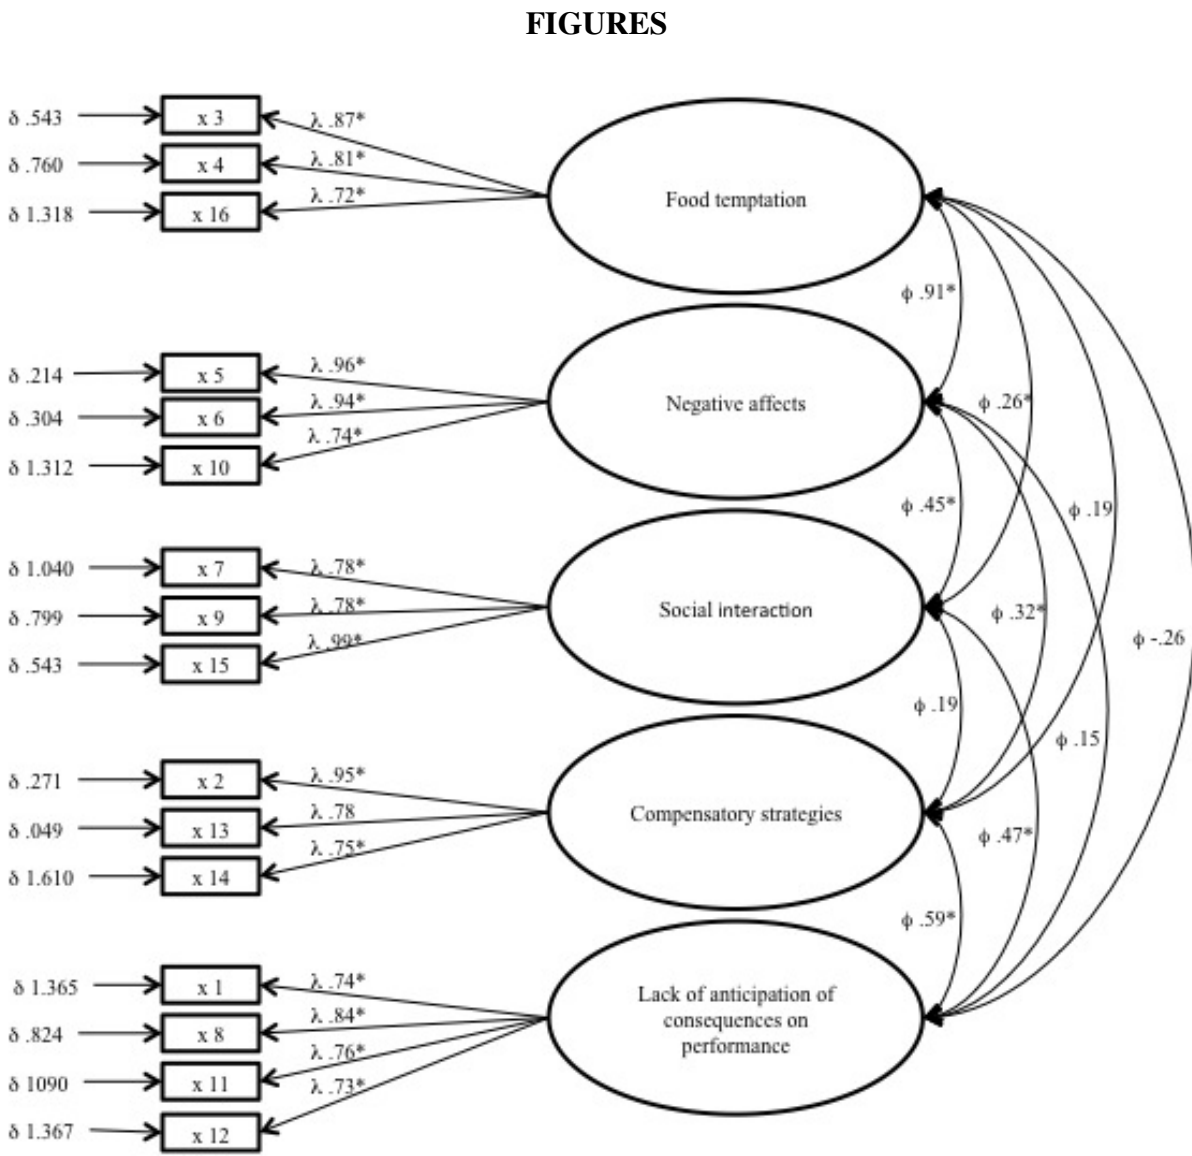 FIGURES
δ .543
x 3
λ .87*
δ .760
x 4
λ .81*
δ 1.318
x 16
λ .72*
Food temptation
ϕ .91*
δ .214
x 5
λ .96*
δ .304
x 6
λ .94*
δ 1.312
x 10
λ .74*
Negative affects
ϕ .26*
ϕ .45*
ϕ .19
δ 1.040
x 7
λ .78*
δ .799
x 9
λ .78*
δ .543
x 15
λ .99*
Social interaction
ϕ .32*
ϕ -.26
ϕ .19
ϕ .15
δ .271
x 2
λ .95*
δ .049
x 13
λ .78
δ 1.610
x 14
λ .75*
Compensatory strategies
ϕ .47*
ϕ .59*
δ 1.365
x 1
λ .74*
δ .824
x 8
λ .84*
δ 1090
x 11
λ .76*
δ 1.367
x 12
λ .73*
Lack of anticipation of
consequences on
performance